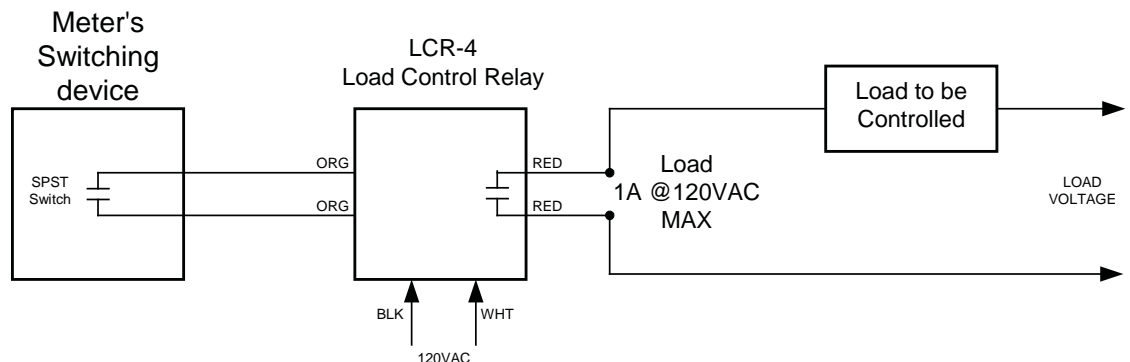 Meter's
Switching
device
SPST
Switch
LCR-4
Load Control Relay
ORG
ORG
RED
RED
BLK
WHT
120VAC
Load
1A @120VAC
MAX
Load to be
Controlled
LOAD
VOLTAGE